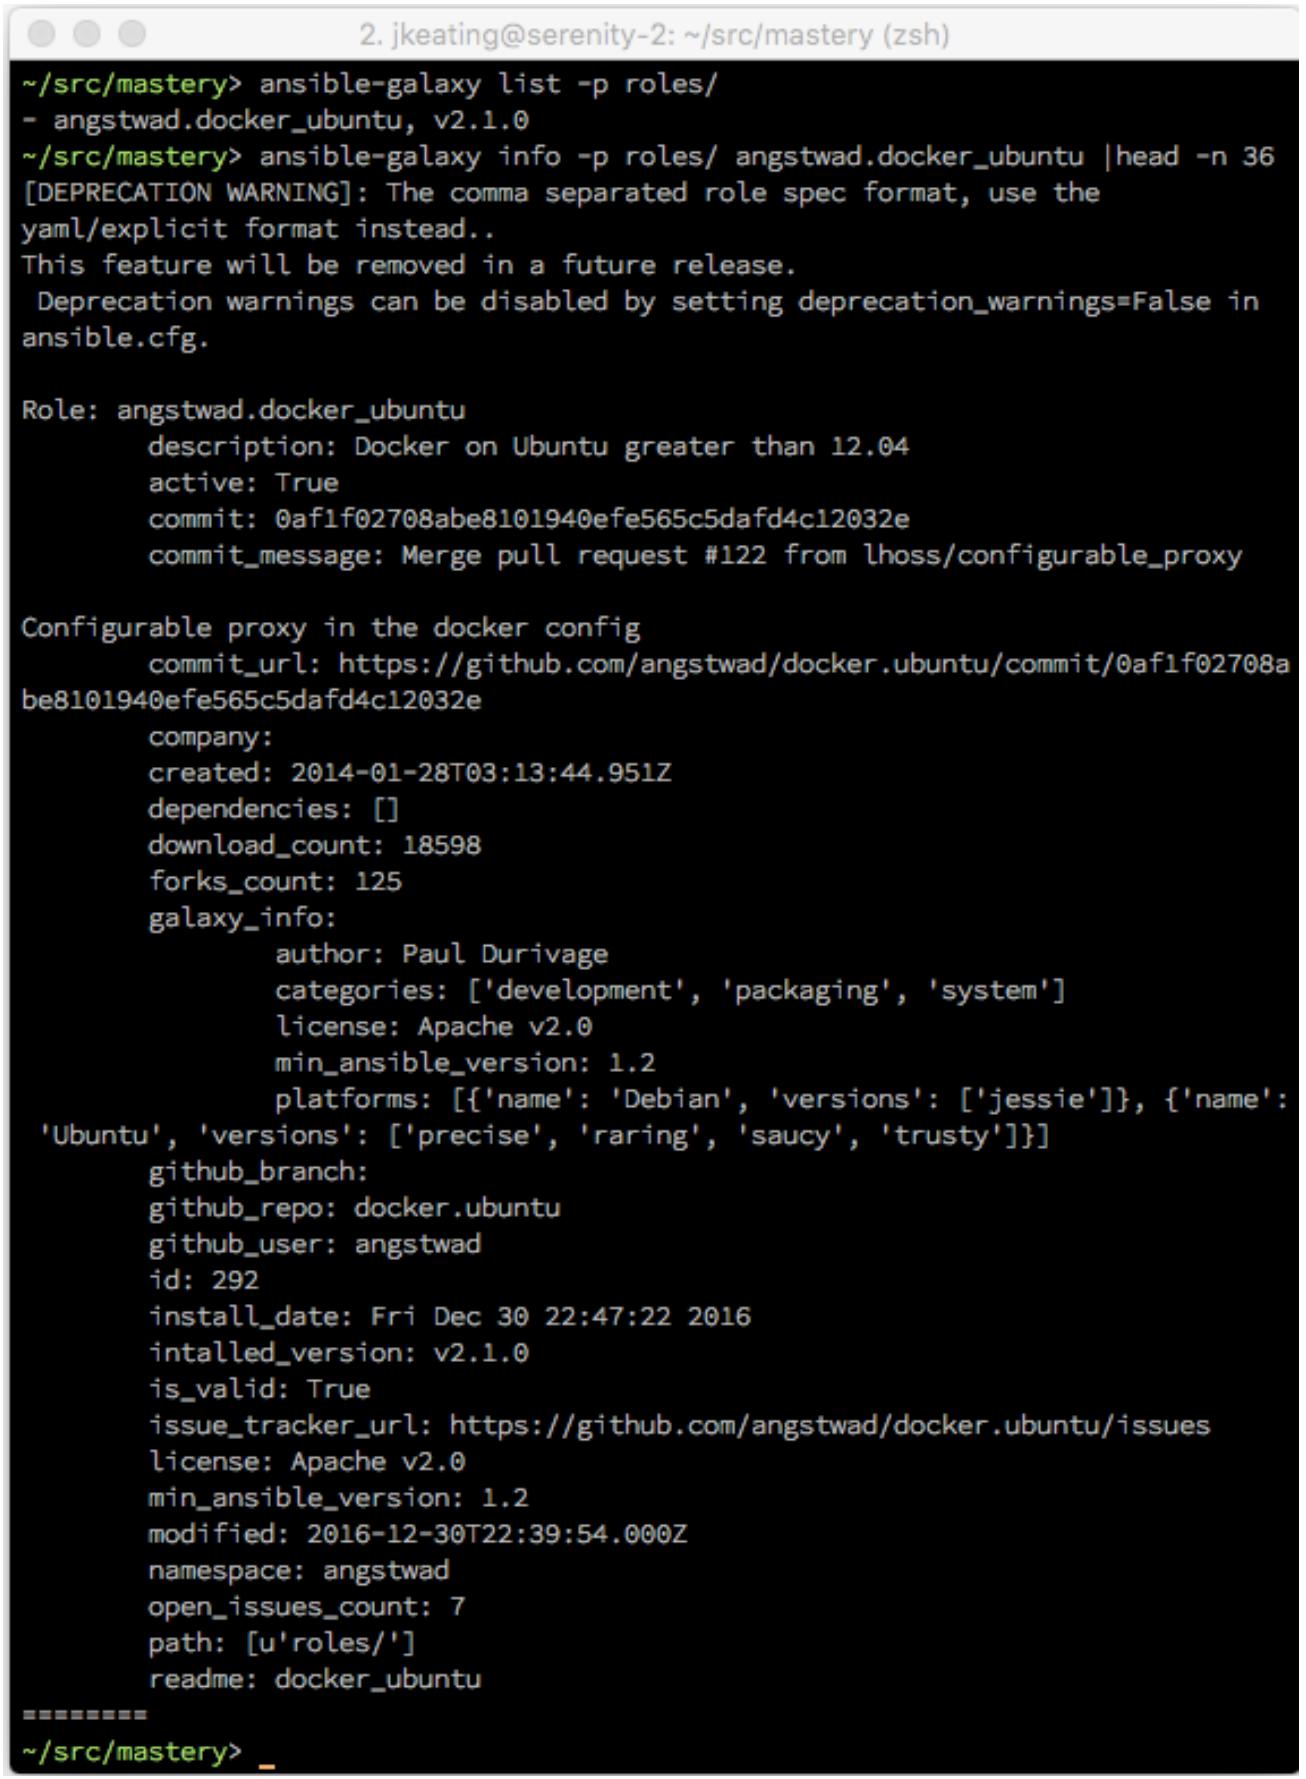 2. jkeating@serenity-2: ~/src/mastery (zsh)
~/src/mastery> ansible-galaxy list -p roles/
- angstwad.docker_ubuntu, v2.1.0
~/src/mastery> ansible-galaxy info -p roles/ angstwad.docker_ubuntu |head -n 36
[DEPRECATION WARNING]: The comma separated role spec format, use the
yaml/explicit format instead..
This feature will be removed in a future release.
 Deprecation warnings can be disabled by setting deprecation_warnings=False in
ansible.cfg.

Role: angstwad.docker_ubuntu
        description: Docker on Ubuntu greater than 12.04
        active: True
        commit: 0af1f02708abe8101940efe565c5dafd4c12032e
        commit_message: Merge pull request #122 from lhoss/configurable_proxy

Configurable proxy in the docker config
        commit_url: https://github.com/angstwad/docker.ubuntu/commit/0af1f02708a
be8101940efe565c5dafd4c12032e
        company:
        created: 2014-01-28T03:13:44.951Z
        dependencies: []
        download_count: 18598
        forks_count: 125
        galaxy_info:
                author: Paul Durivage
                categories: ['development', 'packaging', 'system']
                license: Apache v2.0
                min_ansible_version: 1.2
                platforms: [{'name': 'Debian', 'versions': ['jessie']}, {'name':
 'Ubuntu', 'versions': ['precise', 'raring', 'saucy', 'trusty']}]
        github_branch:
        github_repo: docker.ubuntu
        github_user: angstwad
        id: 292
        install_date: Fri Dec 30 22:47:22 2016
        intalled_version: v2.1.0
        is_valid: True
        issue_tracker_url: https://github.com/angstwad/docker.ubuntu/issues
        license: Apache v2.0
        min_ansible_version: 1.2
        modified: 2016-12-30T22:39:54.000Z
        namespace: angstwad
        open_issues_count: 7
        path: [u'roles/']
        readme: docker_ubuntu
========
~/src/mastery> _